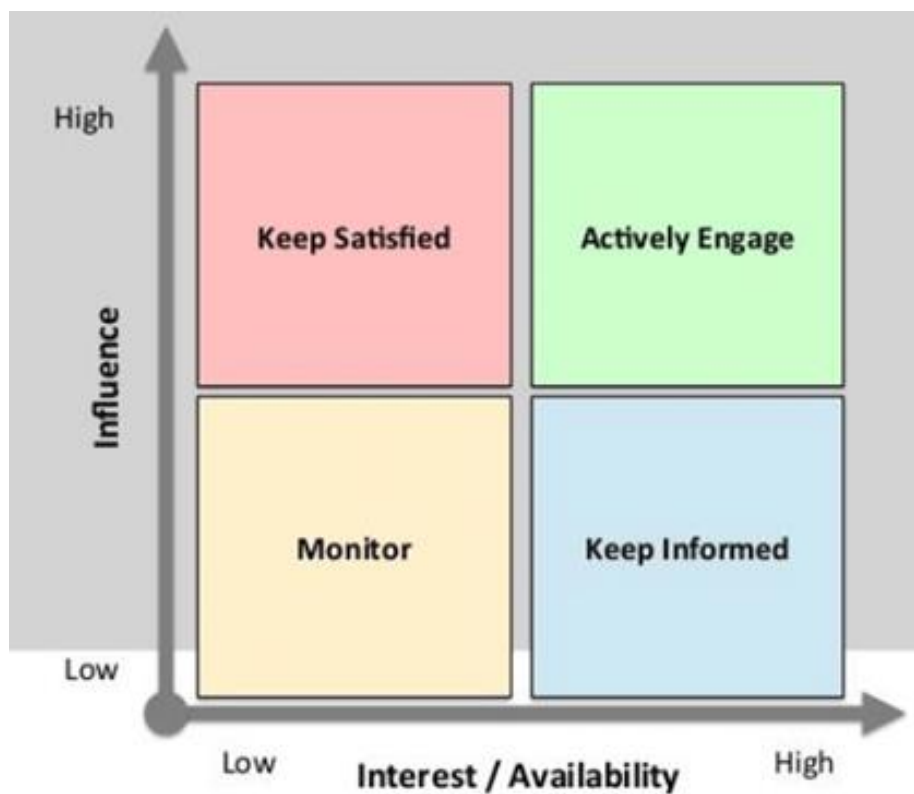 High
Keep Satisfied
Actively Engage
Influence
Monitor
Keep Informed
Low
Low
Interest / Availability
High